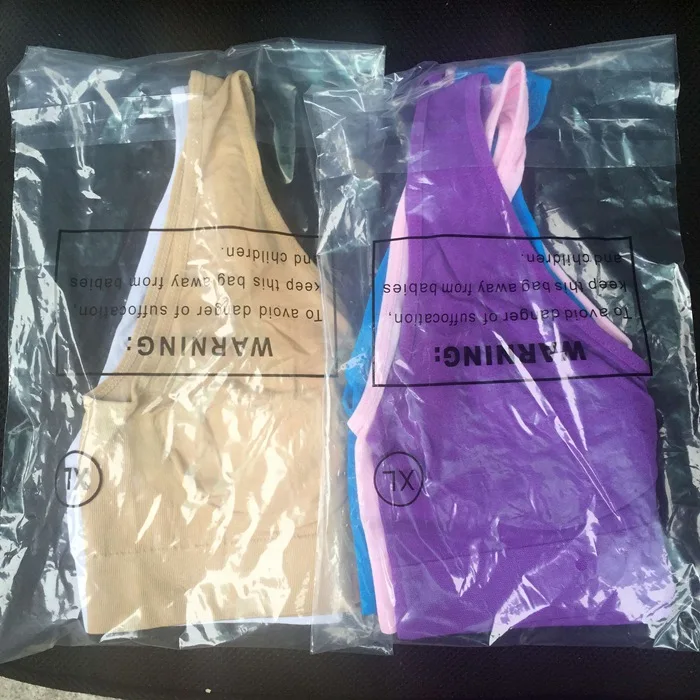 WARNING:
To avoid danger of suffocation,
keep this bag away from babies
and children.
XL
WARNING:
To avoid danger of suffocation,
keep this bag away from babies
and children.
XL